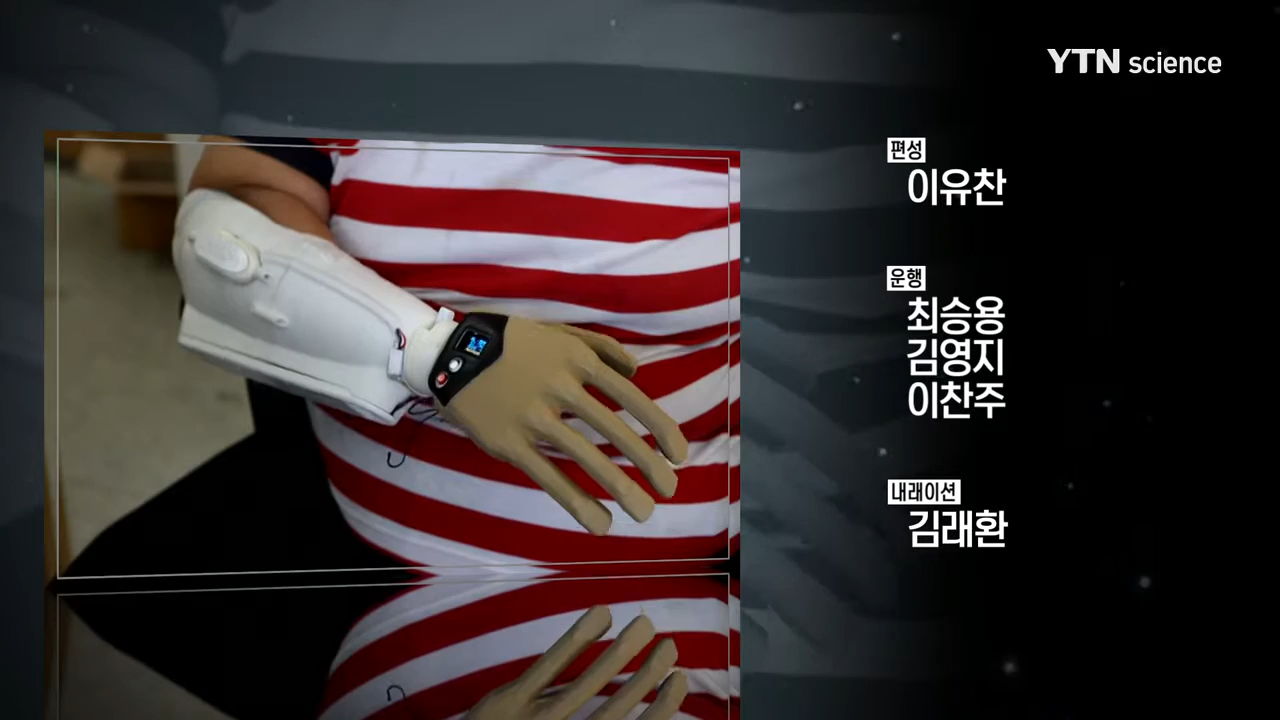 YTN science
편성
이유찬
운행
최승용
김영지
이찬주
내래이션
김래환